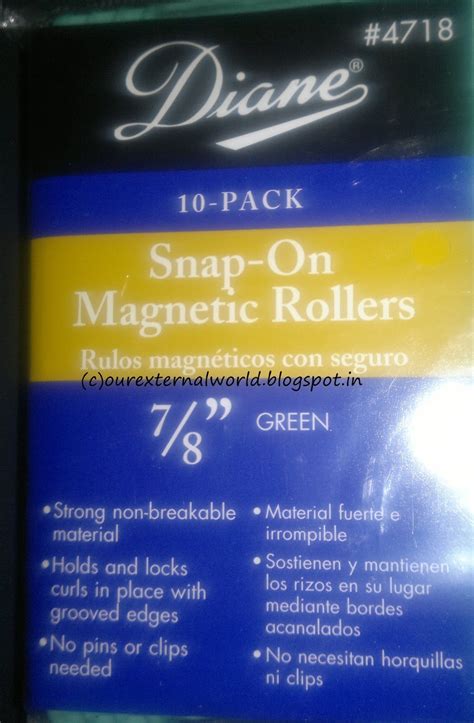 #4718
Diane®
10-PACK
Snap-On
Magnetic Rollers
Rulos magnéticos con seguro
(c)ourexternalworld.blogspot.in
7/8” GREEN
•Strong non-breakable
material
•Holds and locks
curls in place with
grooved edges
•No pins or clips
needed
•Material fuerte e
irrompible
•Sostienen y mantienen
los rizos en su lugar
mediante bordes
acanalados
•No necesitan horquillas
ni clips